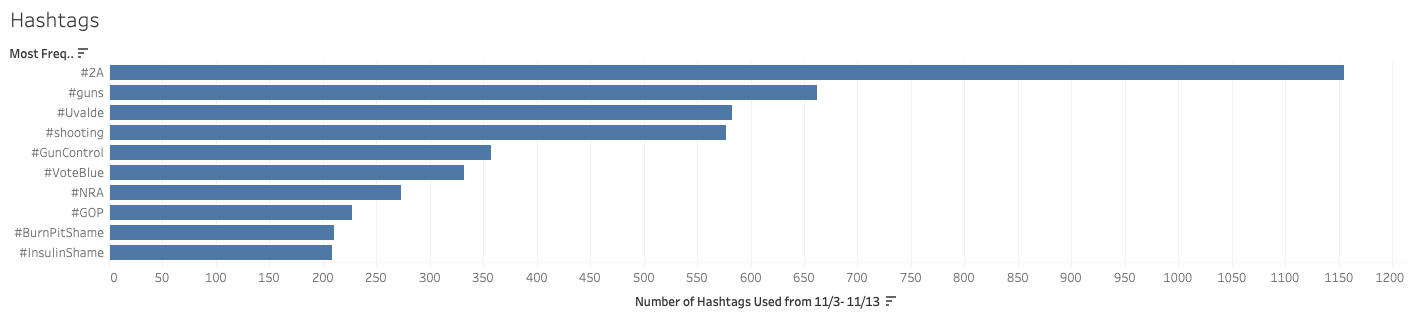 Hashtags
Most Freq..
#2A
#guns
#Uvalde
#shooting
#GunControl
#VoteBlue
#NRA
#GOP
#BurnPitShame
#InsulinShame
0 50 100 150 200 250 300 350 400 450 500 550 600 650 700 750 800 850 900 950 1000 1050 1100 1150 1200
Number of Hashtags Used from 11/3- 11/13